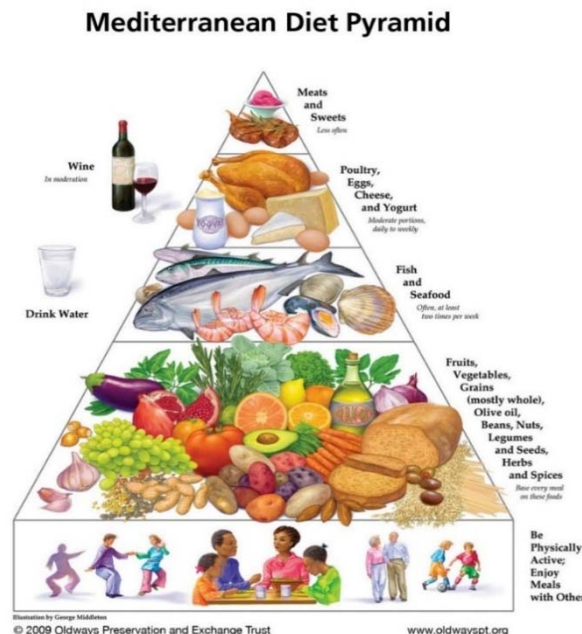 Mediterranean Diet Pyramid
Meats
and
Sweets
Less often
Wine
In moderation
Poultry,
Eggs,
Cheese,
and Yogurt
Moderate portions,
daily to weekly
Drink Water
Fish
and
Seafood
Often, at least
two times per week
Fruits,
Vegetables,
Grains
(mostly whole),
Olive oil,
Beans, Nuts,
Legumes
and Seeds,
Herbs
and Spices
Base every meal
on these foods
Be
Physically
Active;
Enjoy
Meals
with Other
Illustration by George Middleton
© 2009 Oldways Preservation and Exchange Trust
www.oldwayspt.org